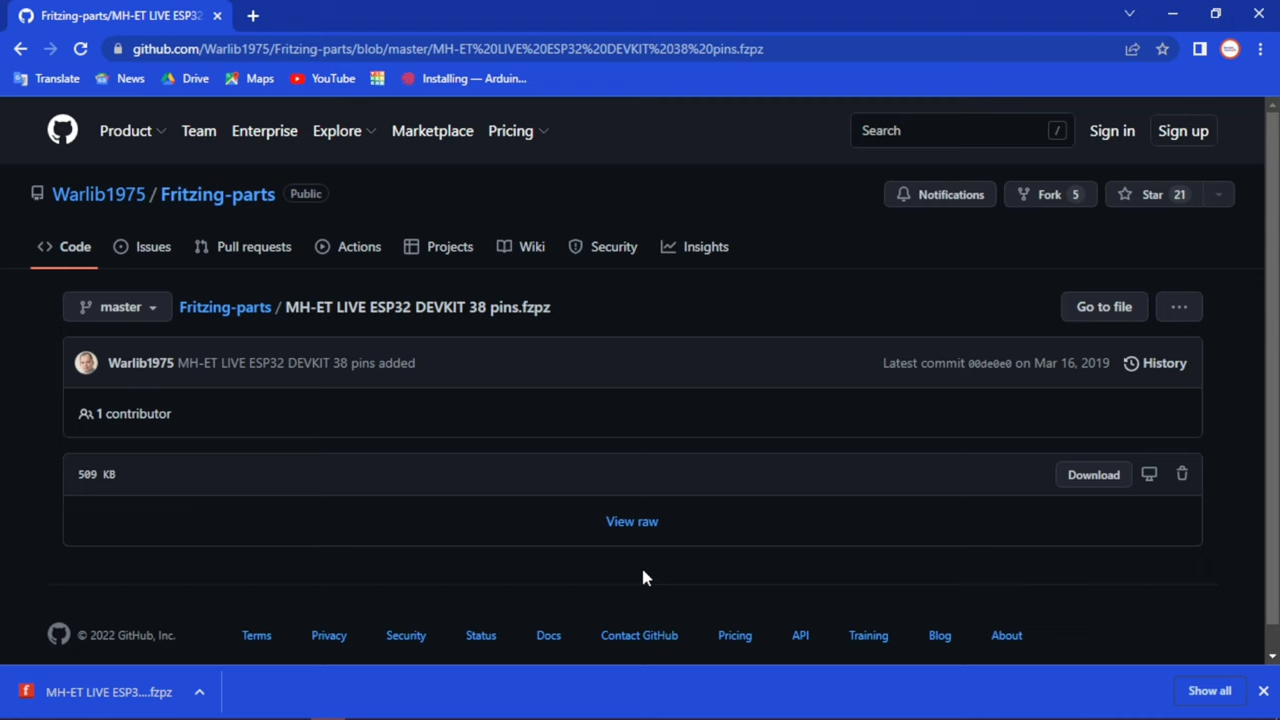 Fritzing-parts/MH-ET LIVE ESP32
github.com/Warlib1975/Fritzing-parts/blob/master/MH-ET%20LIVE%20ESP32%20DEVKIT%2038%20pins.fzpz
Translate News Drive Maps YouTube Installing — Arduin...
Product Team Enterprise Explore Marketplace Pricing Search / Sign in Sign up
Warlib1975 / Fritzing-parts Public Notifications Fork 5 Star 21
Code Issues Pull requests Actions Projects Wiki Security Insights
master Fritzing-parts / MH-ET LIVE ESP32 DEVKIT 38 pins.fzpz Go to file ...
Warlib1975 MH-ET LIVE ESP32 DEVKIT 38 pins added Latest commit 00de0e0 on Mar 16, 2019 History
1 contributor
509 KB Download
View raw
© 2022 GitHub, Inc. Terms Privacy Security Status Docs Contact GitHub Pricing API Training Blog About
f MH-ET LIVE ESP3....fzpz Show all